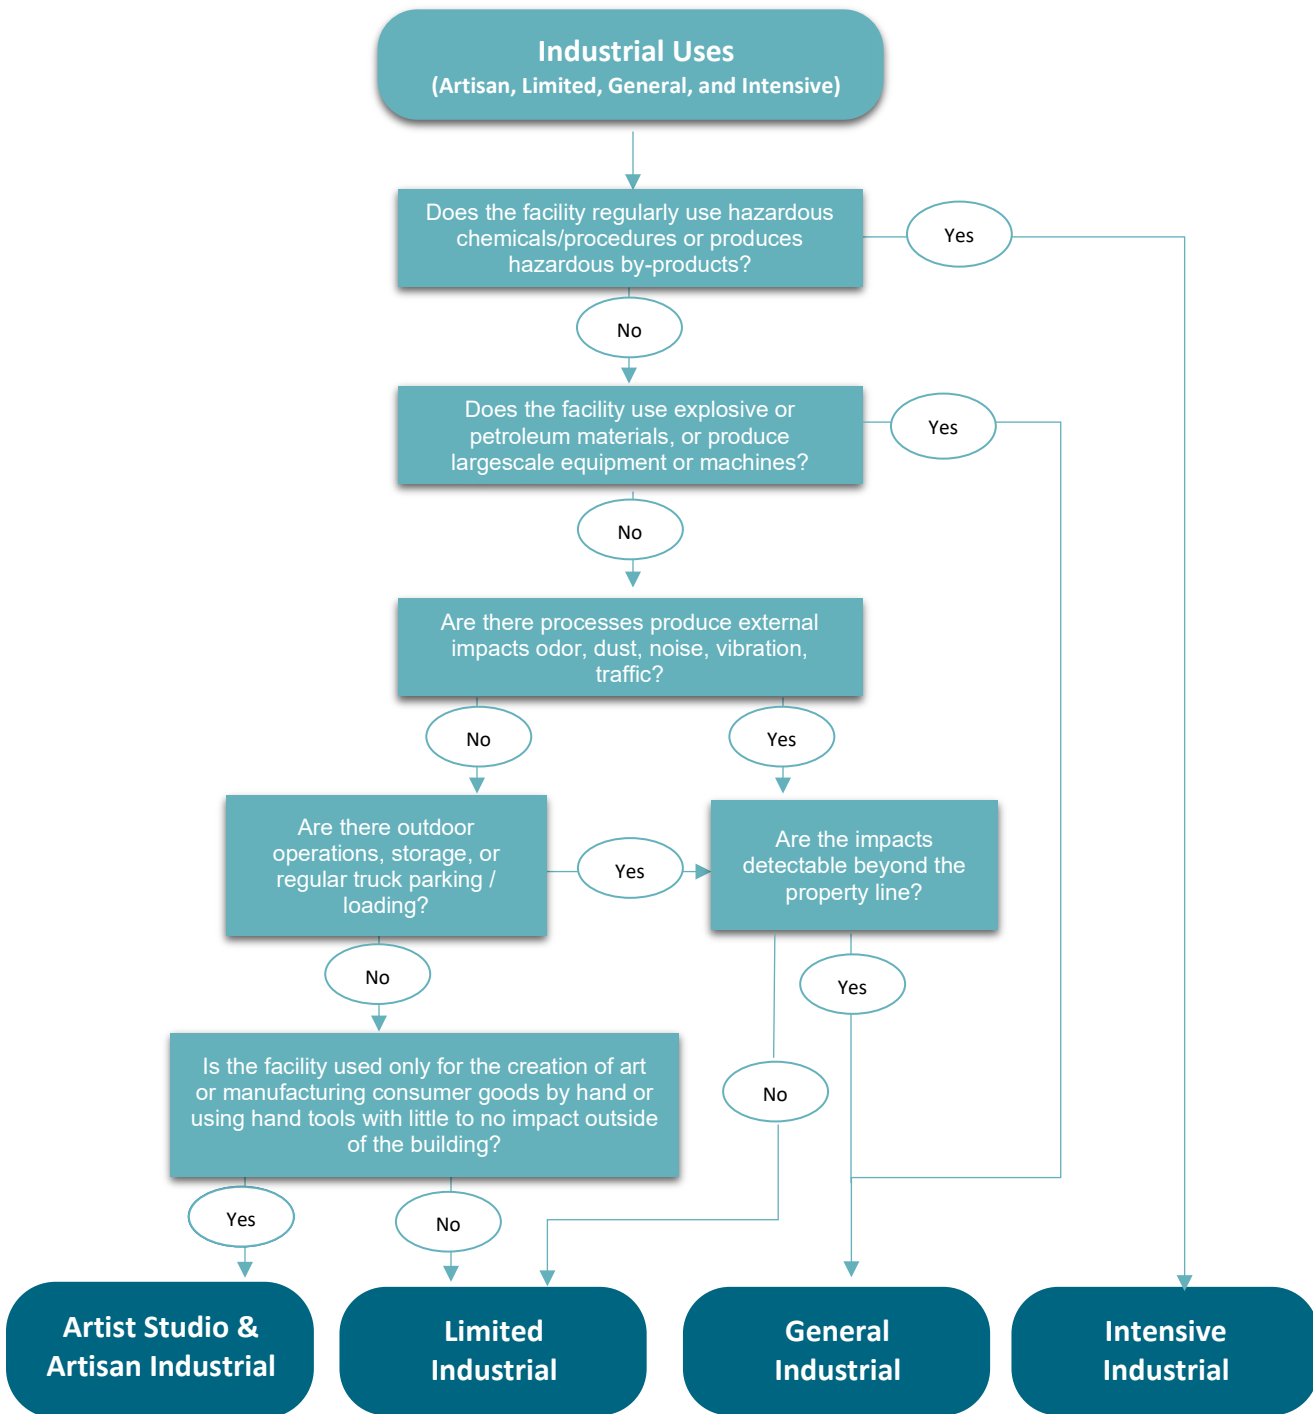 Industrial Uses
(Artisan, Limited, General, and Intensive)
Does the facility regularly use hazardous
chemicals/procedures or produces
hazardous by-products?
Yes
No
Does the facility use explosive or
petroleum materials, or produce
largescale equipment or machines?
Yes
No
Are there processes produce external
impacts odor, dust, noise, vibration,
traffic?
No
Yes
Are there outdoor
operations, storage, or
regular truck parking /
loading?
Yes
Are the impacts
detectable beyond the
property line?
No
Yes
Is the facility used only for the creation of art
or manufacturing consumer goods by hand or
using hand tools with little to no impact outside
of the building?
No
Yes
No
Artist Studio &
Artisan Industrial
Limited
Industrial
General
Industrial
Intensive
Industrial